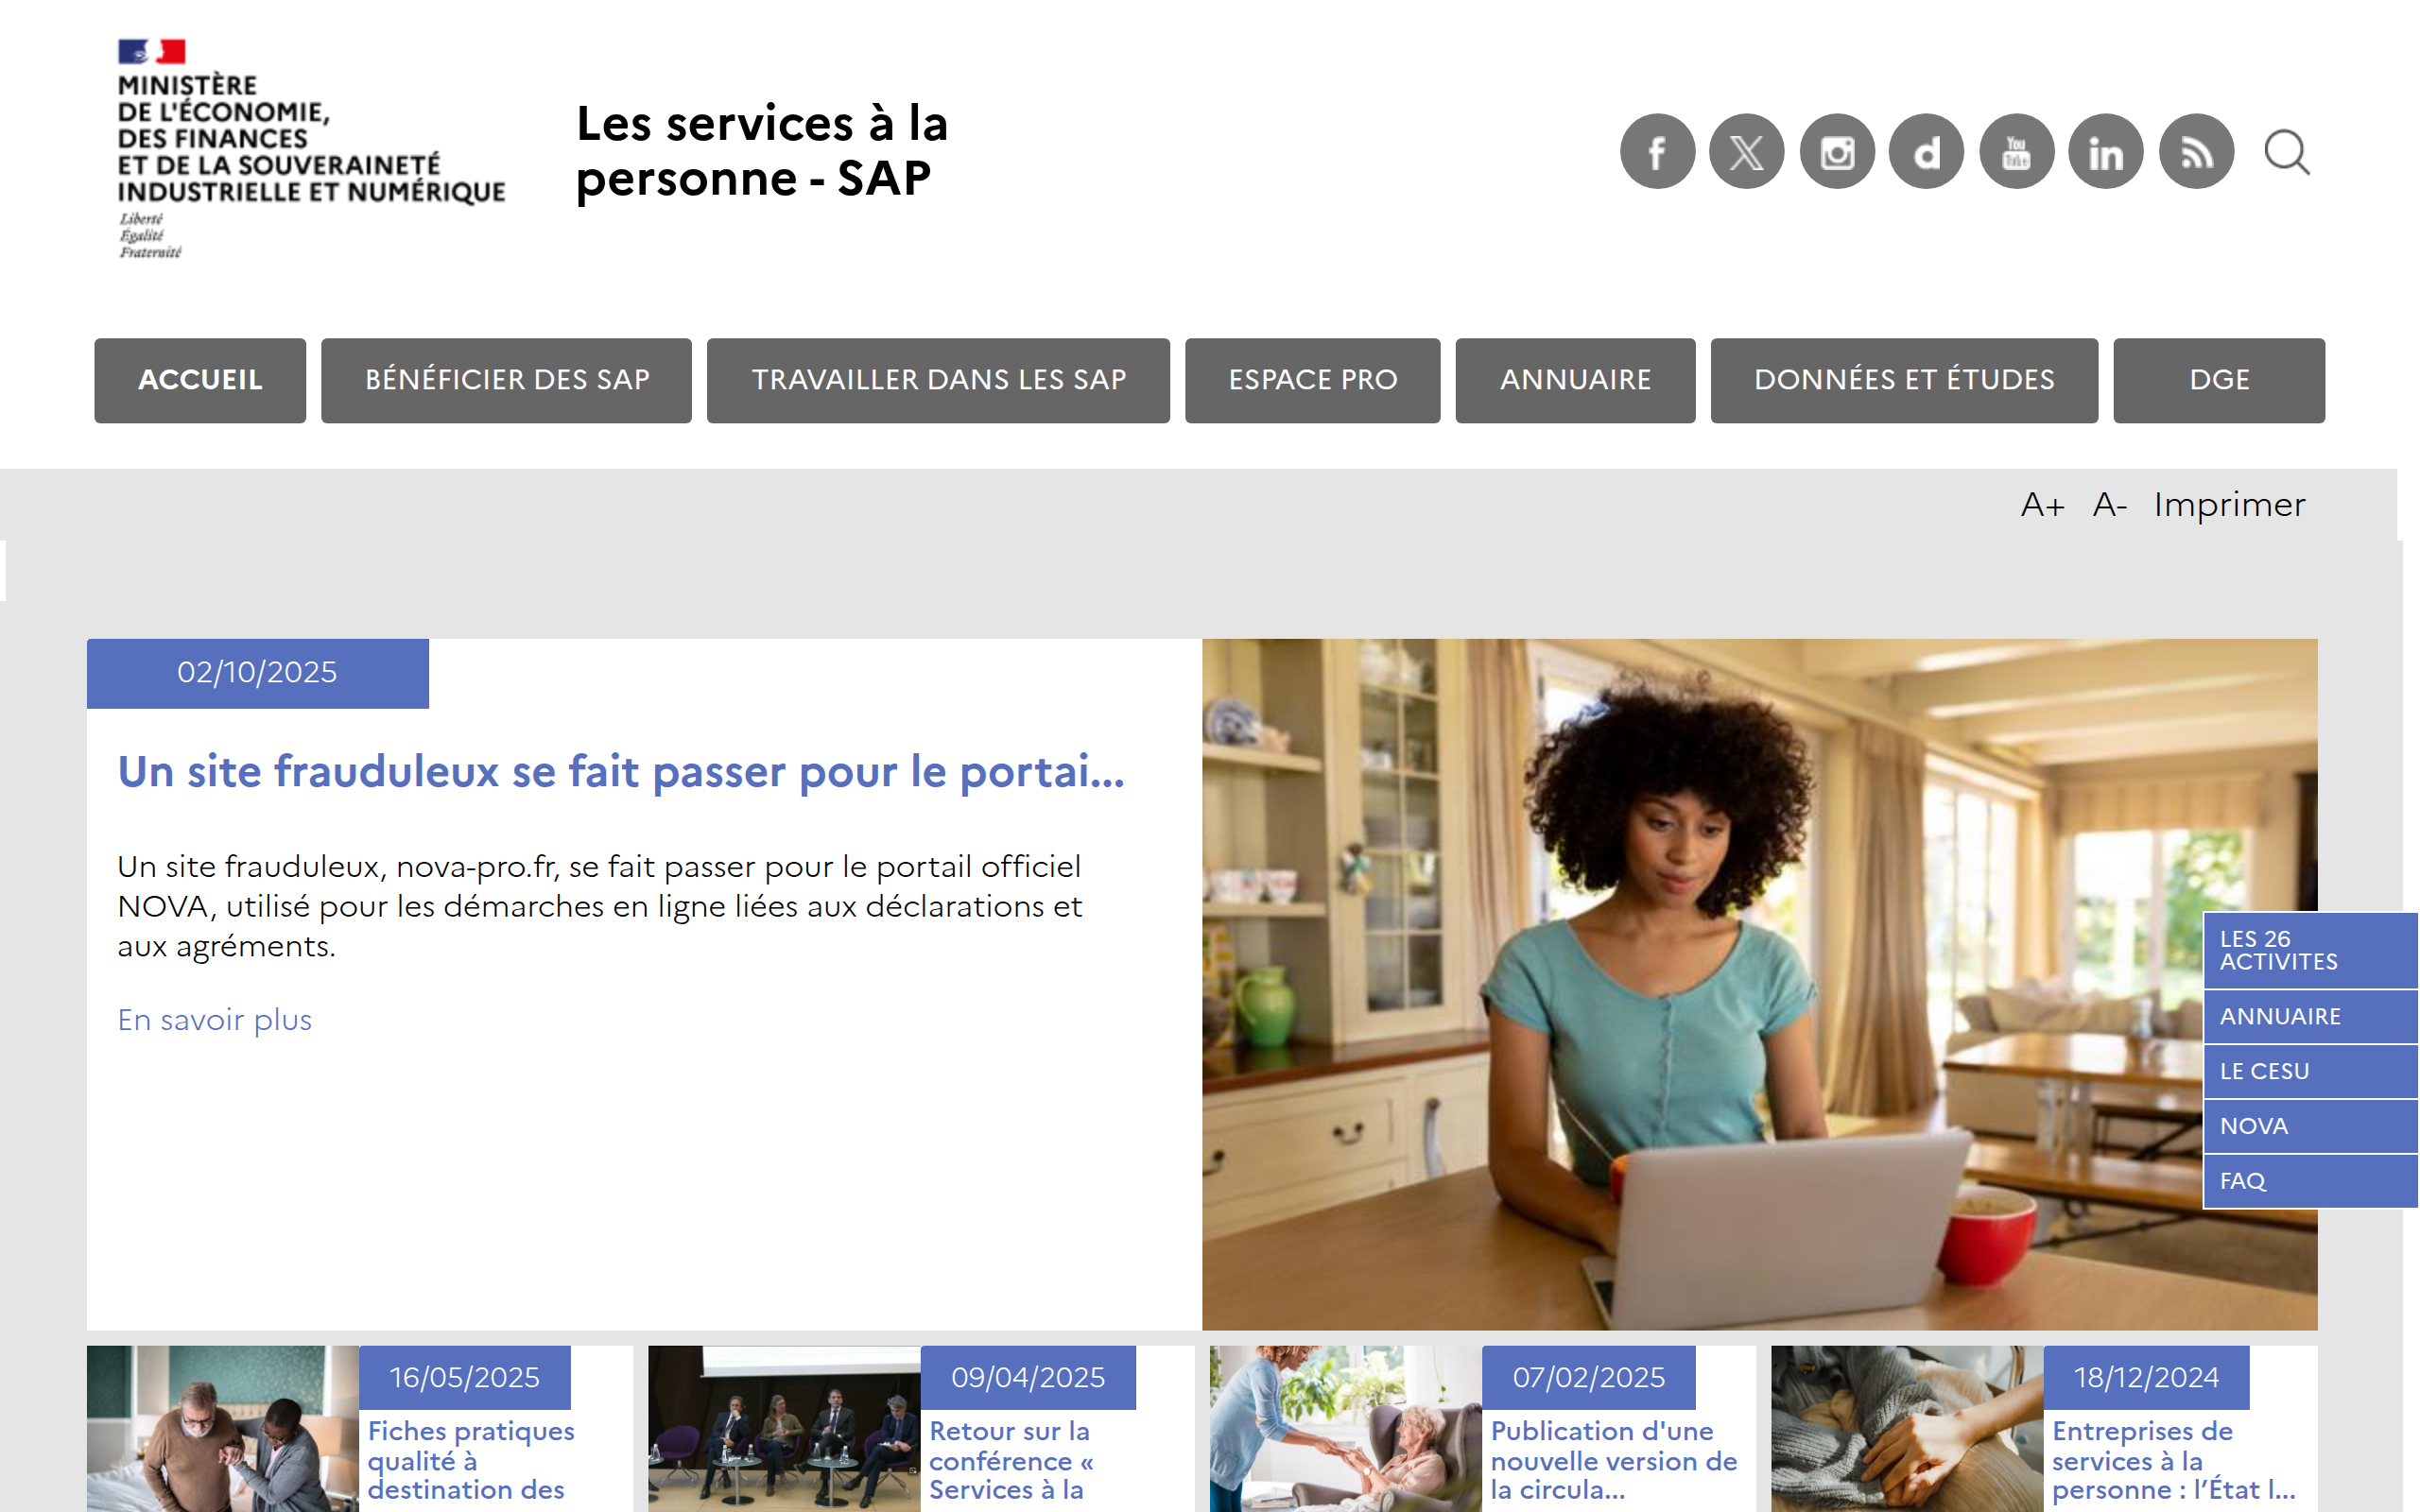 MINISTÈRE
DE L'ÉCONOMIE,
DES FINANCES
ET DE LA SOUVERAINETÉ
INDUSTRIELLE ET NUMÉRIQUE
Liberté
Égalité
Fraternité
Les services à la
personne - SAP
You
Tube
ACCUEIL
BÉNÉFICIER DES SAP
TRAVAILLER DANS LES SAP
ESPACE PRO
ANNUAIRE
DONNÉES ET ÉTUDES
DGE
A+ A- Imprimer
02/10/2025
Un site frauduleux se fait passer pour le portai...
Un site frauduleux, nova-pro.fr, se fait passer pour le portail officiel
NOVA, utilisé pour les démarches en ligne liées aux déclarations et
aux agréments.
En savoir plus
LES 26
ACTIVITES
ANNUAIRE
LE CESU
NOVA
FAQ
16/05/2025
Fiches pratiques
qualité à
destination des
09/04/2025
Retour sur la
conférence «
Services à la
07/02/2025
Publication d'une
nouvelle version de
la circula...
18/12/2024
Entreprises de
services à la
personne : l’État l...